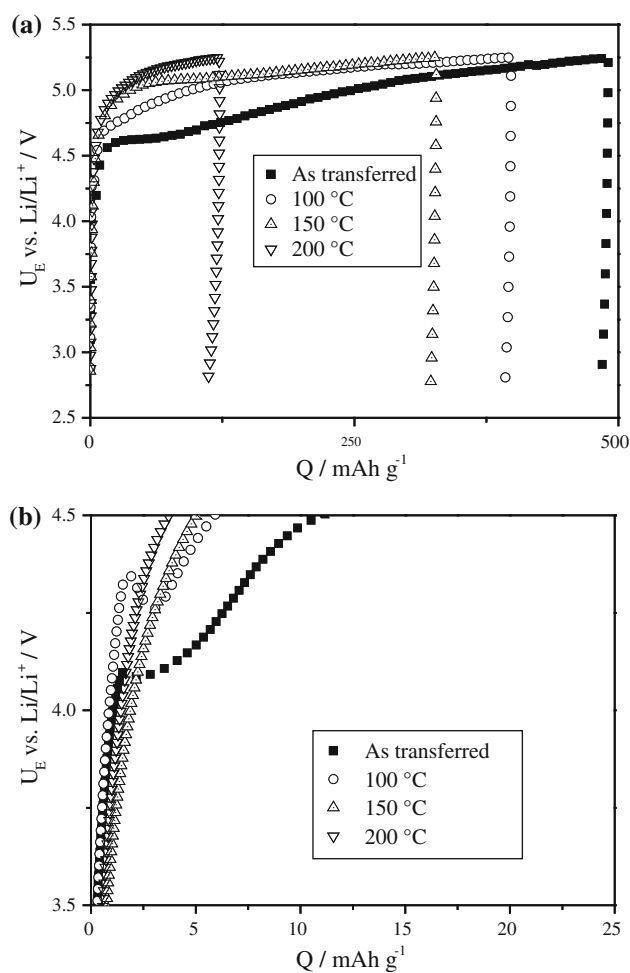 (a)
5.5
5.0
4.5
4.0
3.5
3.0
2.5
U_E vs. Li/Li⁺ / V
■ As transferred
○ 100 °C
△ 150 °C
▽ 200 °C
0 250 500
Q / mAh g⁻¹
(b)
4.5
4.0
3.5
U_E vs. Li/Li⁺ / V
■ As transferred
○ 100 °C
△ 150 °C
▽ 200 °C
0 5 10 15 20 25
Q / mAh g⁻¹